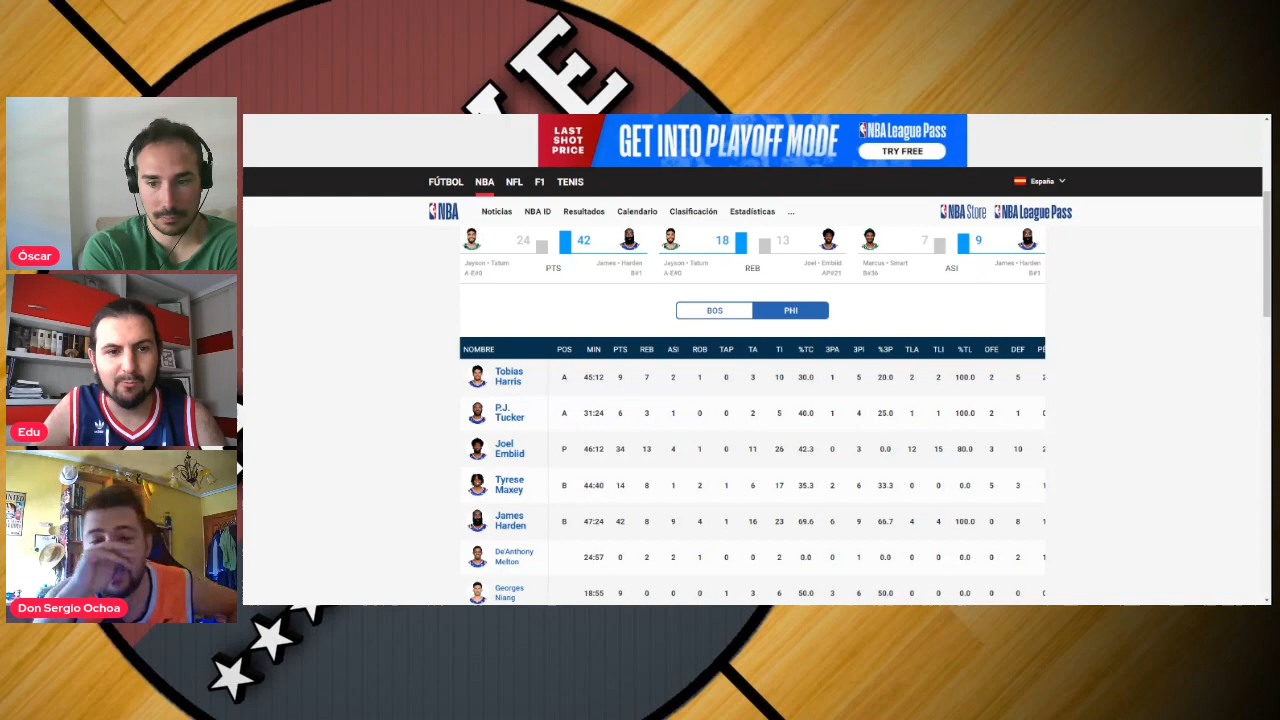 VE
LAST
SHOT
PRICE
GET INTO PLAYOFF MODE
NBA League Pass
TRY FREE
FÚTBOL NBA NFL F1 TENIS
España
NBA
Noticias NBA ID Resultados Calendario Clasificación Estadísticas ...
NBA Store NBA League Pass
24 42 18 13 7 9
Jayson • Tatum
A-E#0
PTS
James • Harden
B#1
Jayson • Tatum
A-E#0
REB
Joel • Embiid
AP#21
Marcus • Smart
B#36
ASI
James • Harden
B#1
BOS PHI
NOMBRE POS MIN PTS REB ASI ROB TAP TA TI %TC 3PA 3PI %3P TLA TLI %TL OFE DEF
Tobias
Harris
A 45:12 9 7 2 1 0 3 10 30.0 1 5 20.0 2 2 100.0 2 5
P.J.
Tucker
A 31:24 6 3 1 0 0 2 5 40.0 1 4 25.0 1 1 100.0 2 1
Joel
Embiid
P 46:12 34 13 4 1 0 11 26 42.3 0 3 0.0 12 15 80.0 3 10
Tyrese
Maxey
B 44:40 14 8 1 2 1 6 17 35.3 2 6 33.3 0 0 0.0 5 3
James
Harden
B 47:24 42 8 9 4 1 16 23 69.6 6 9 66.7 4 4 100.0 0 8
De'Anthony
Melton
24:57 0 2 2 1 0 0 2 0.0 0 1 0.0 0 0 0.0 0 2
Georges
Niang
18:55 9 0 0 0 1 3 6 50.0 3 6 50.0 0 0 0.0 0 0
Óscar
Edu
Don Sergio Ochoa